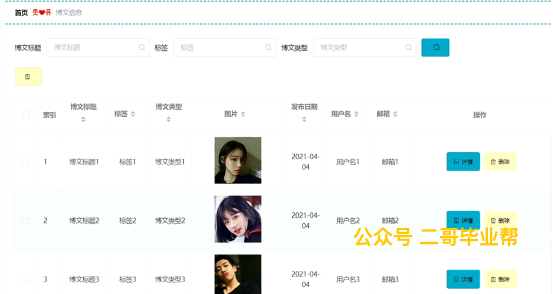 首页 博文信息
博文标题 博文标题 标签 标签 博文类型 博文类型
索引 博文标题 标签 博文类型 图片 发布日期 用户名 邮箱 操作
1 博文标题1 标签1 博文类型1 2021-04-04 用户名1 邮箱1 详情 删除
2 博文标题2 标签2 博文类型2 2021-04-04 用户名2 邮箱2 详情 删除
公众号 二哥毕业帮
3 博文标题3 标签3 博文类型3 2021-04-04 用户名3 邮箱3 详情 删除